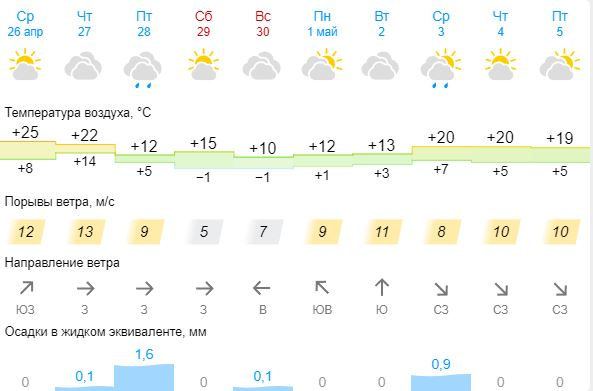 Ср Чт Пт Сб Вс Пн Вт Ср Чт Пт
26 апр 27 28 29 30 1 май 2 3 4 5
Температура воздуха, °C
+25 +22 +12 +15 +10 +12 +13 +20 +20 +19
+8 +14 +5 −1 −1 +1 +3 +7 +5 +5
Порывы ветра, м/с
12 13 9 5 7 9 11 8 10 10
Направление ветра
ЮЗ З З З В ЮВ Ю СЗ СЗ СЗ
Осадки в жидком эквиваленте, мм
0 0,1 1,6 0 0,1 0 0 0,9 0 0